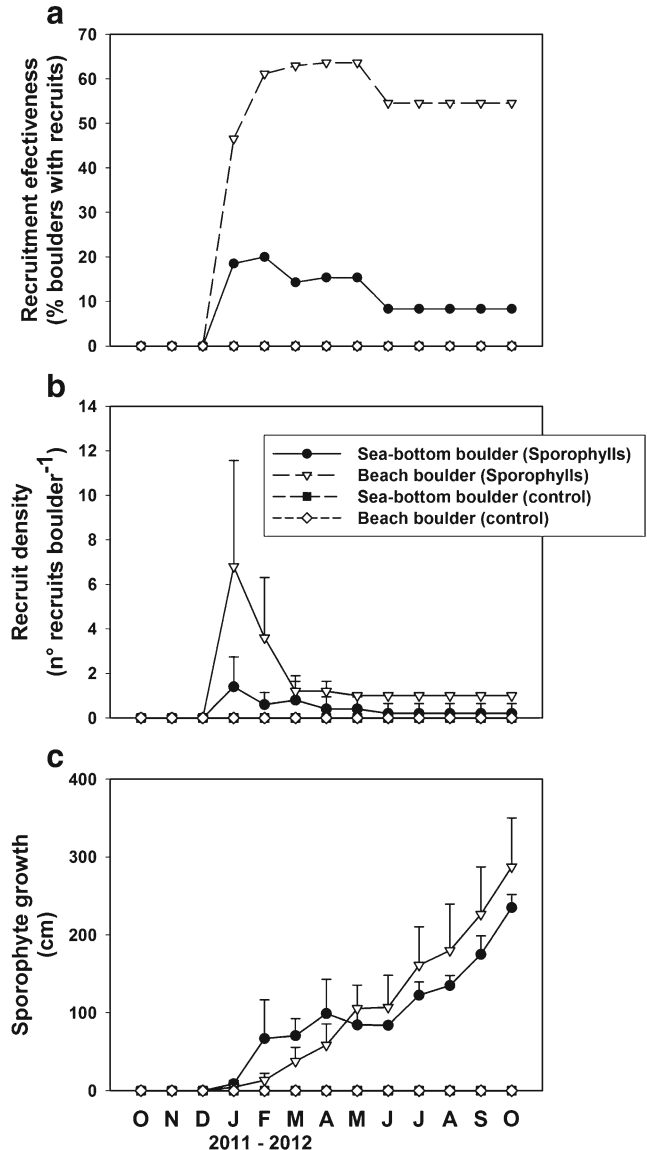 a
Recruitment efectiveness
(% boulders with recruits)
70
60
50
40
30
20
10
0
b
Recruit density
(n° recruits boulder-1)
14
12
10
8
6
4
2
0
Sea-bottom boulder (Sporophylls)
Beach boulder (Sporophylls)
Sea-bottom boulder (control)
Beach boulder (control)
c
Sporophyte growth
(cm)
400
300
200
100
0
O N D J F M A M J J A S O
2011 - 2012